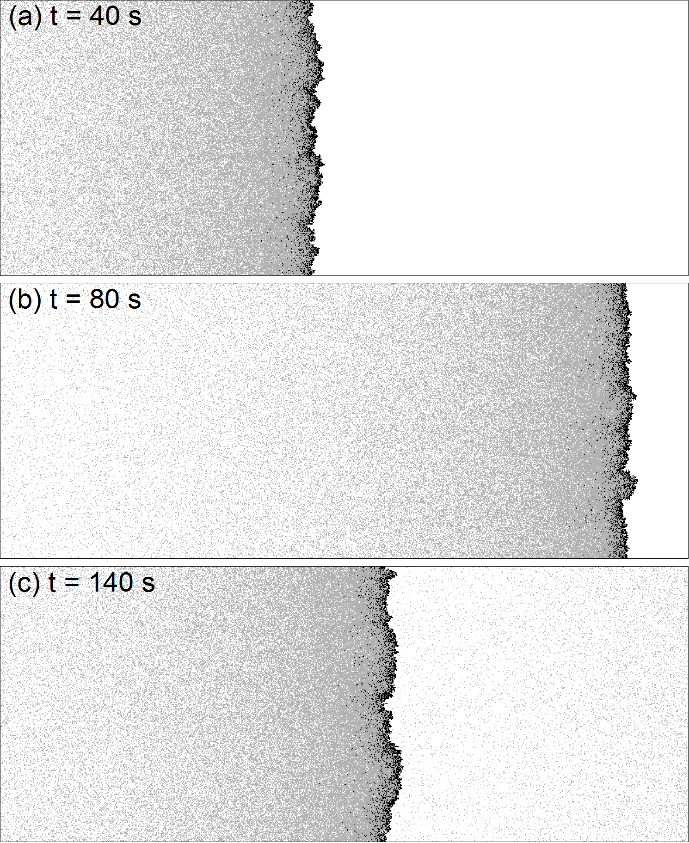 (a) t = 40 s
(b) t = 80 s
(c) t = 140 s